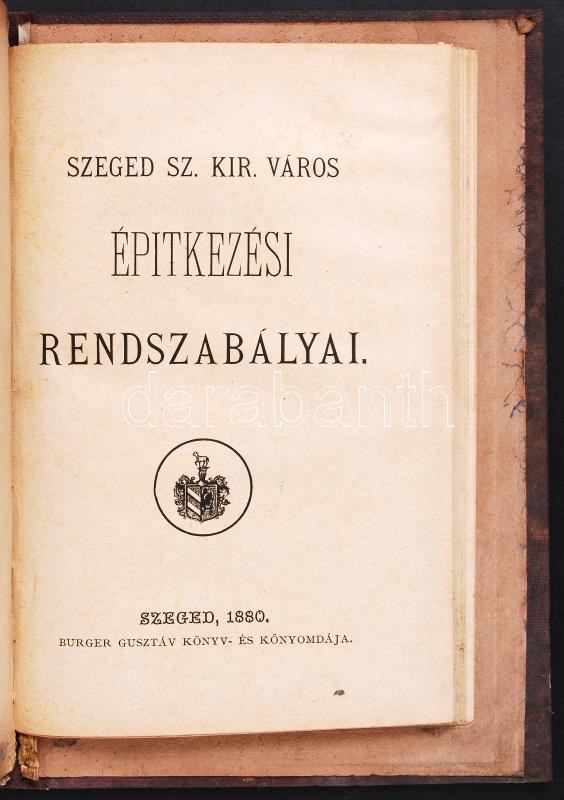 SZEGED SZ. KIR. VÁROS
ÉPITKEZÉSI
RENDSZABÁLYAI.
darabanth
SZEGED, 1880.
BURGER GUSZTÁV KÖNYV- ÉS KÖNYOMDÁJA.